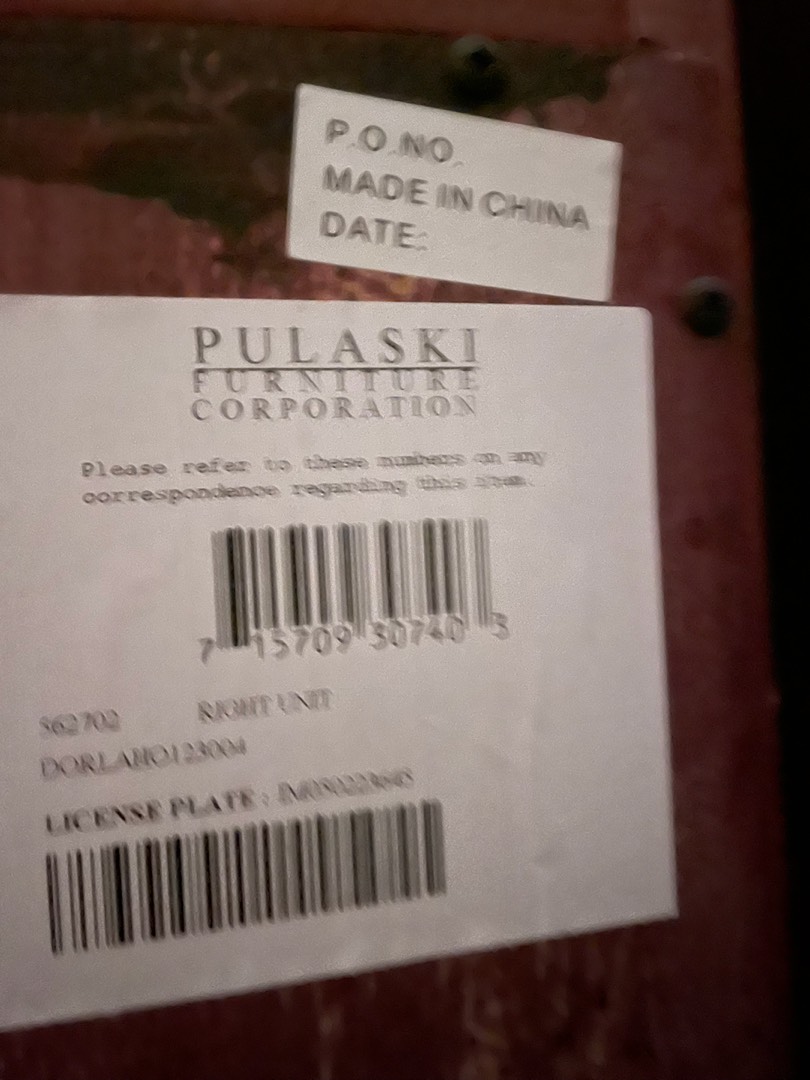 P.O.NO.
MADE IN CHINA
DATE:
PULASKI
FURNITURE
CORPORATION
Please refer to these numbers on any
correspondence regarding this item.
7 15709 30740 3
562702 RIGHT UNIT
LICENSE PLATE :